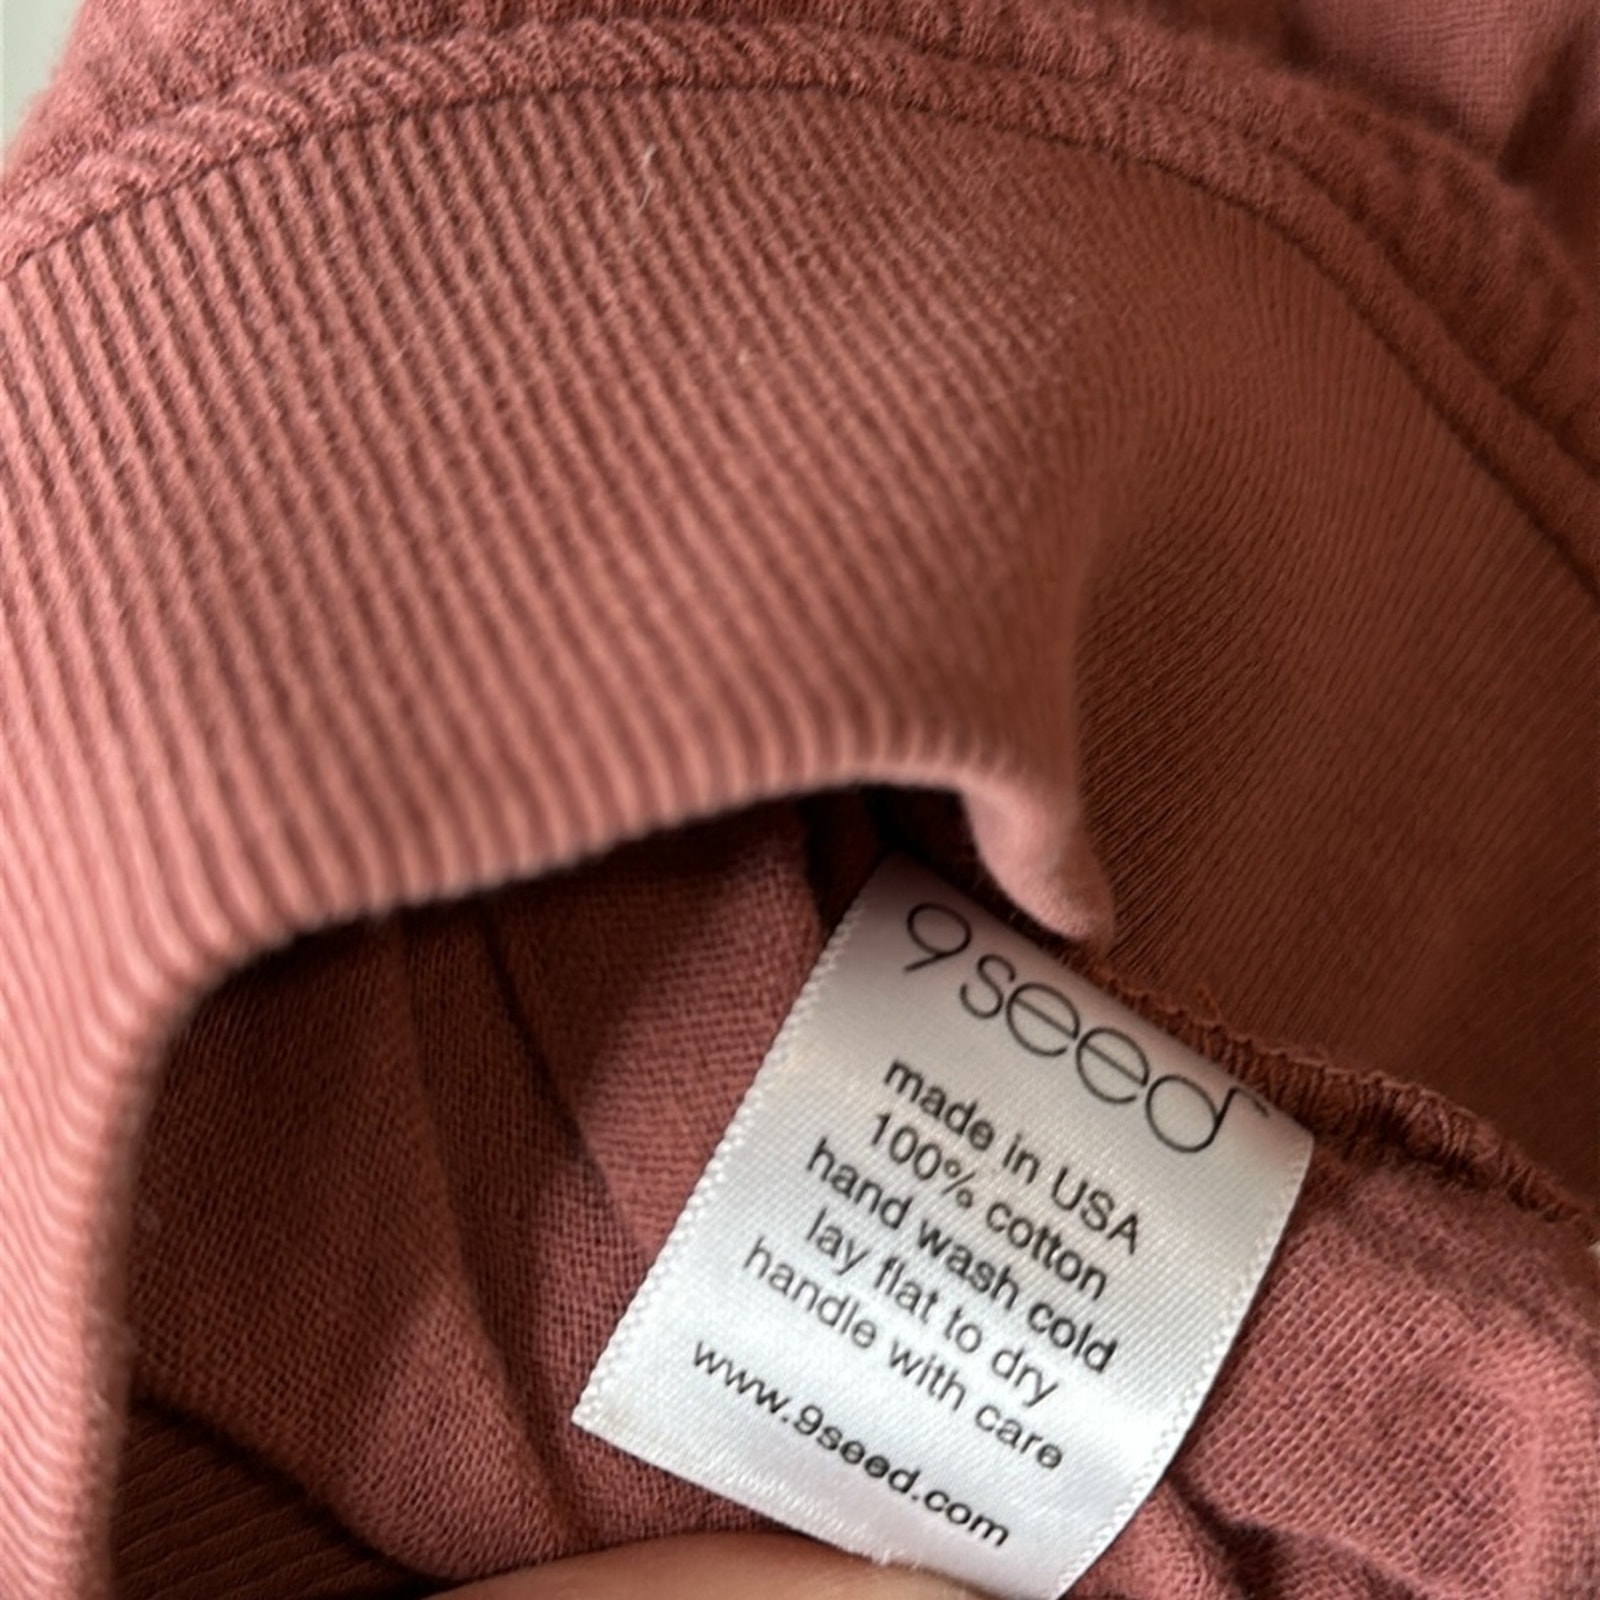 9seed
made in USA
100% cotton
hand wash cold
lay flat to dry
handle with care
www.9seed.com